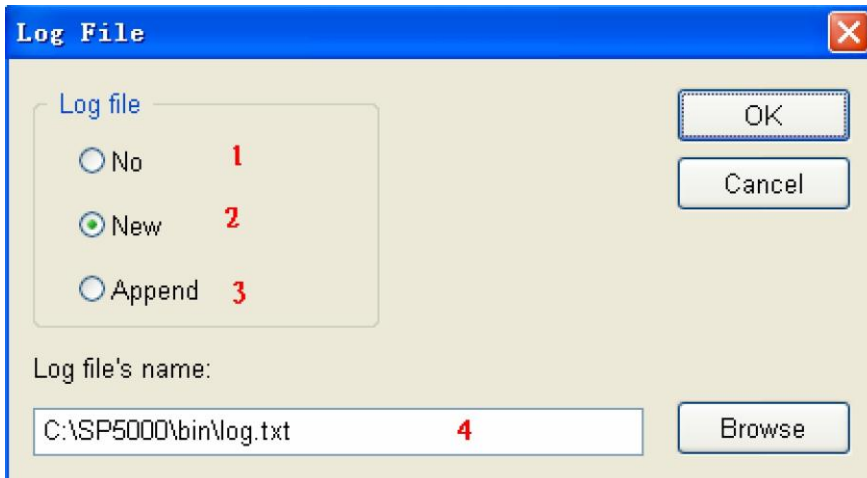 Log File
Log file
OK
No 1
Cancel
New 2
Append 3
Log file's name:
C:\SP5000\bin\log.txt 4
Browse